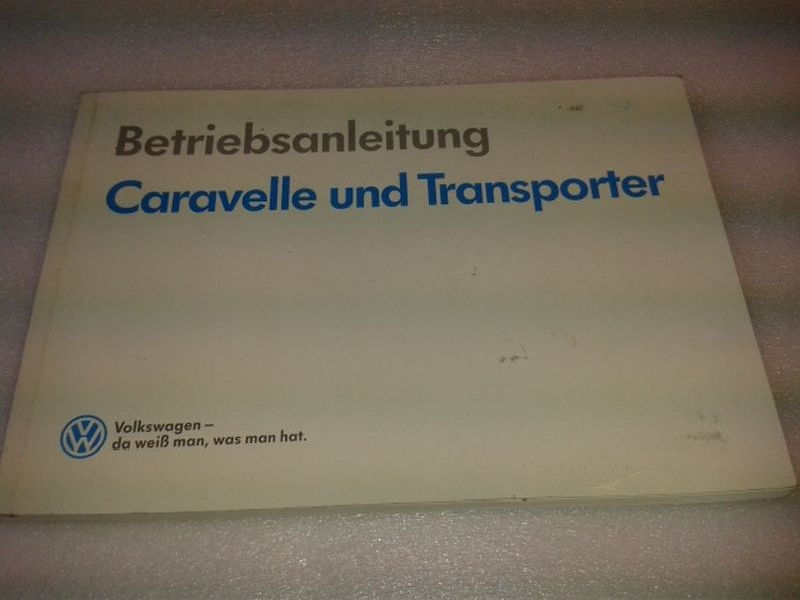 Betriebsanleitung
Caravelle und Transporter
Volkswagen –
da weiß man, was man hat.